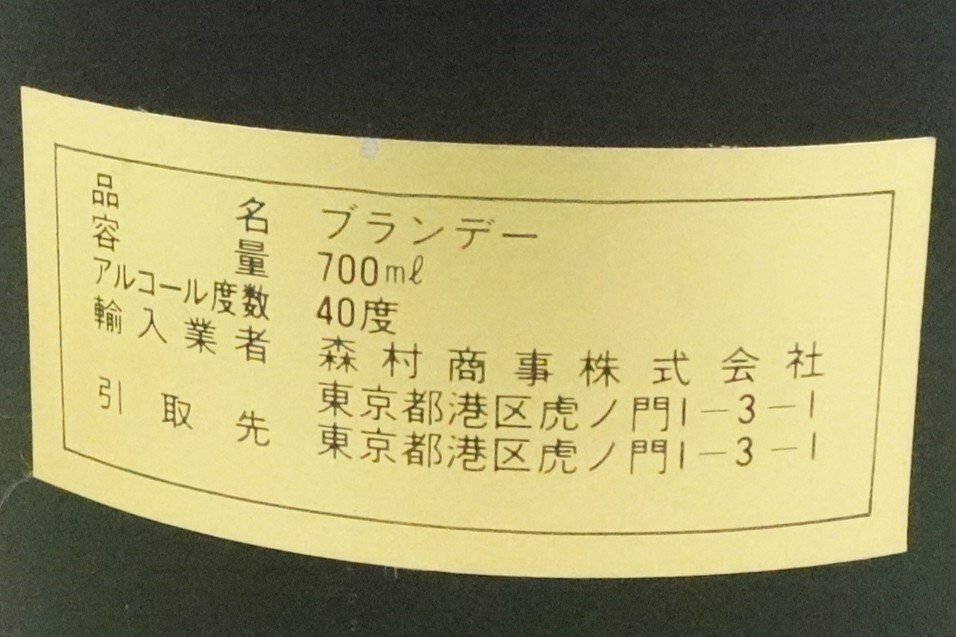 品名 ブランデー
容量 700ml
アルコール度数 40度
輸入業者 森村商事株式会社
東京都港区虎ノ門1-3-1
引取先 東京都港区虎ノ門1-3-1